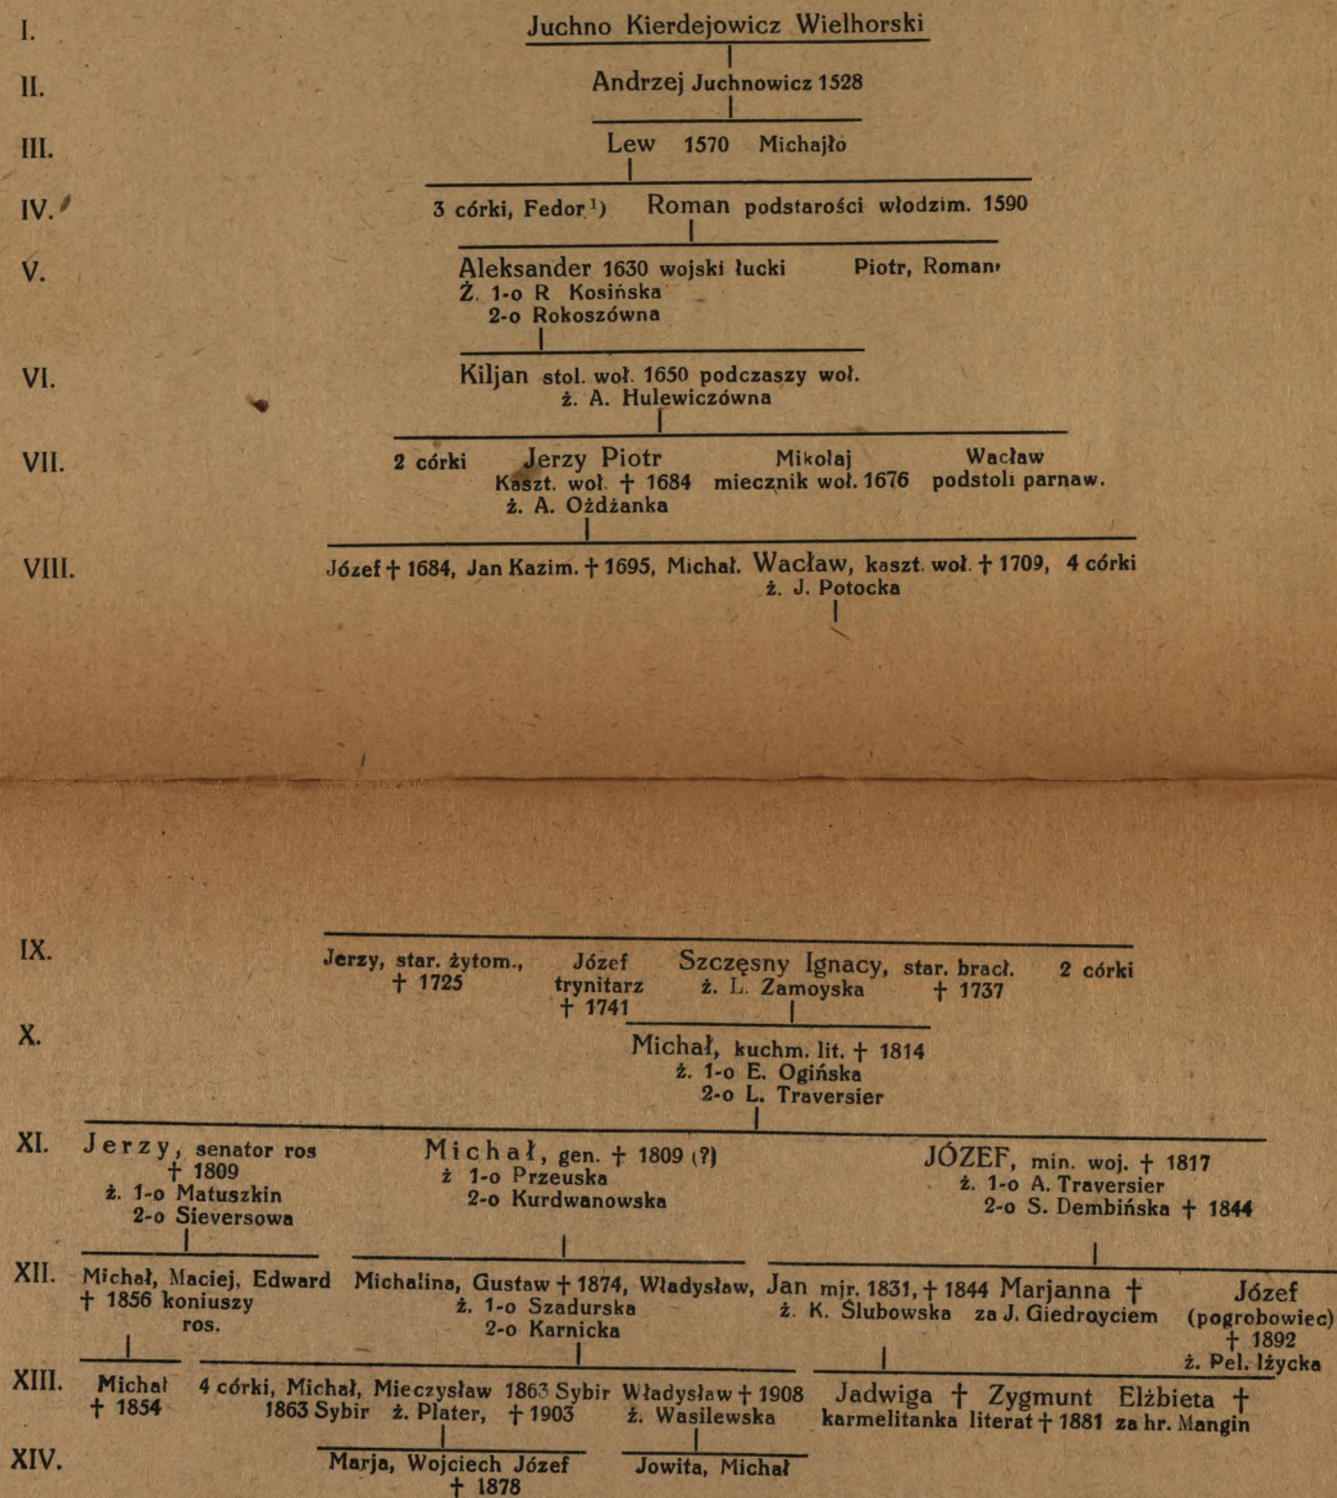 I. Juchno Kierdejowicz Wielhorski
II. Andrzej Juchnowicz 1528
III. Lew 1570 Michajło
IV. 3 córki, Fedor ¹) Roman podstarości włodzim. 1590
V. Aleksander 1630 wojski łucki Piotr, Roman,
Ż. 1-o R Kosińska
2-o Rokoszówna
VI. Kiljan stol. woł. 1650 podczaszy woł.
ż. A. Hulewiczówna
VII. 2 córki Jerzy Piotr Mikołaj Wacław
Kaszt. woł. † 1684 miecznik woł. 1676 podstoli parnaw.
ż. A. Ożdżanka
VIII. Józef † 1684, Jan Kazim. † 1695, Michał. Wacław, kaszt. woł. † 1709, 4 córki
ż. J. Potocka
IX. Jerzy, star. żytom., Józef Szczęsny Ignacy, star. bracł. 2 córki
† 1725 trynitarz ż. L. Zamoyska † 1737
† 1741
X. Michał, kuchm. lit. † 1814
ż. 1-o E. Ogińska
2-o L. Traversier
XI. Jerzy, senator ros Michał, gen. † 1809 (?) JÓZEF, min. woj. † 1817
† 1809 ż 1-o Przeuska ż. 1-o A. Traversier
ż. 1-o Matuszkin 2-o Kurdwanowska 2-o S. Dembińska † 1844
2-o Sieversowa
XII. Michał, Maciej, Edward Michalina, Gustaw † 1874, Władysław, Jan mjr. 1831, † 1844 Marjanna † Józef
† 1856 koniuszy ż. 1-o Szadurska ż. K. Slubowska za J. Giedroyciem (pogrobowiec)
ros. 2-o Karnicka † 1892
ż. Pel. Iżycka
XIII. Michał 4 córki, Michał, Mieczysław 1863 Sybir Władysław † 1908 Jadwiga † Zygmunt Elżbieta †
† 1854 1863 Sybir ż. Plater, † 1903 ż. Wasilewska karmelitanka literat † 1881 za hr. Mangin
XIV. Marja, Wojciech Józef Jowita, Michał
† 1878